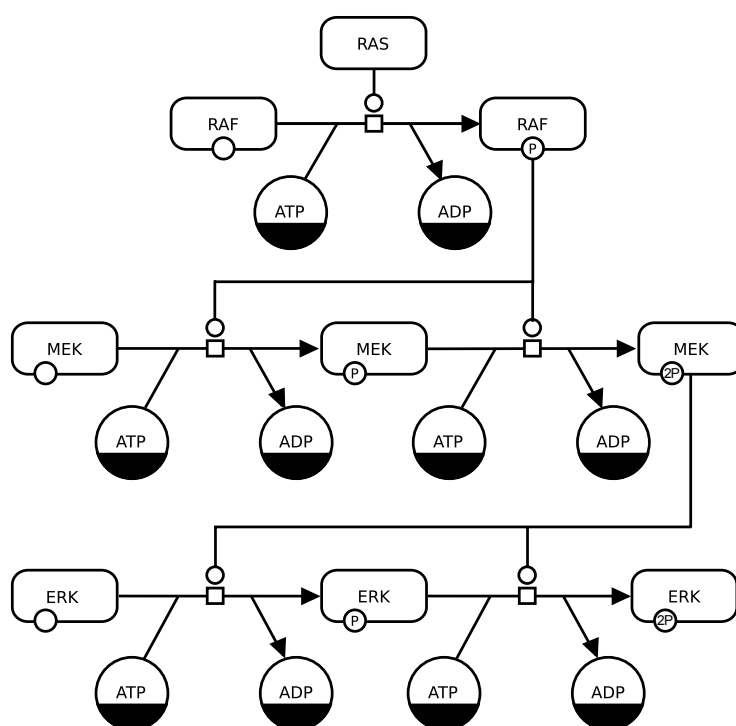 RAS
RAF
RAF
P
ATP
ADP
MEK
MEK
MEK
P
2P
ATP
ADP
ATP
ADP
ERK
ERK
ERK
P
2P
ATP
ADP
ATP
ADP